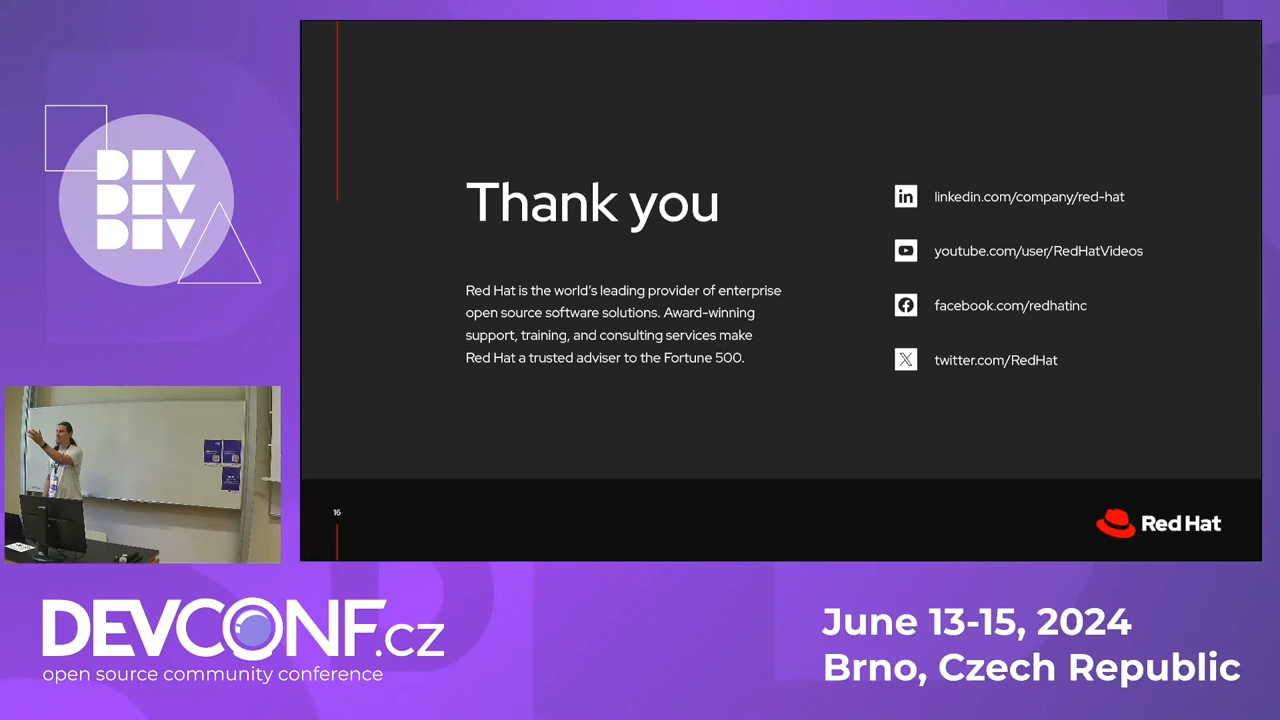 DEV
DEV
DEV
Thank you
Red Hat is the world’s leading provider of enterprise
open source software solutions. Award-winning
support, training, and consulting services make
Red Hat a trusted adviser to the Fortune 500.
linkedin.com/company/red-hat
youtube.com/user/RedHatVideos
facebook.com/redhatinc
twitter.com/RedHat
16
Red Hat
DEVCONF.cz
open source community conference
June 13-15, 2024
Brno, Czech Republic